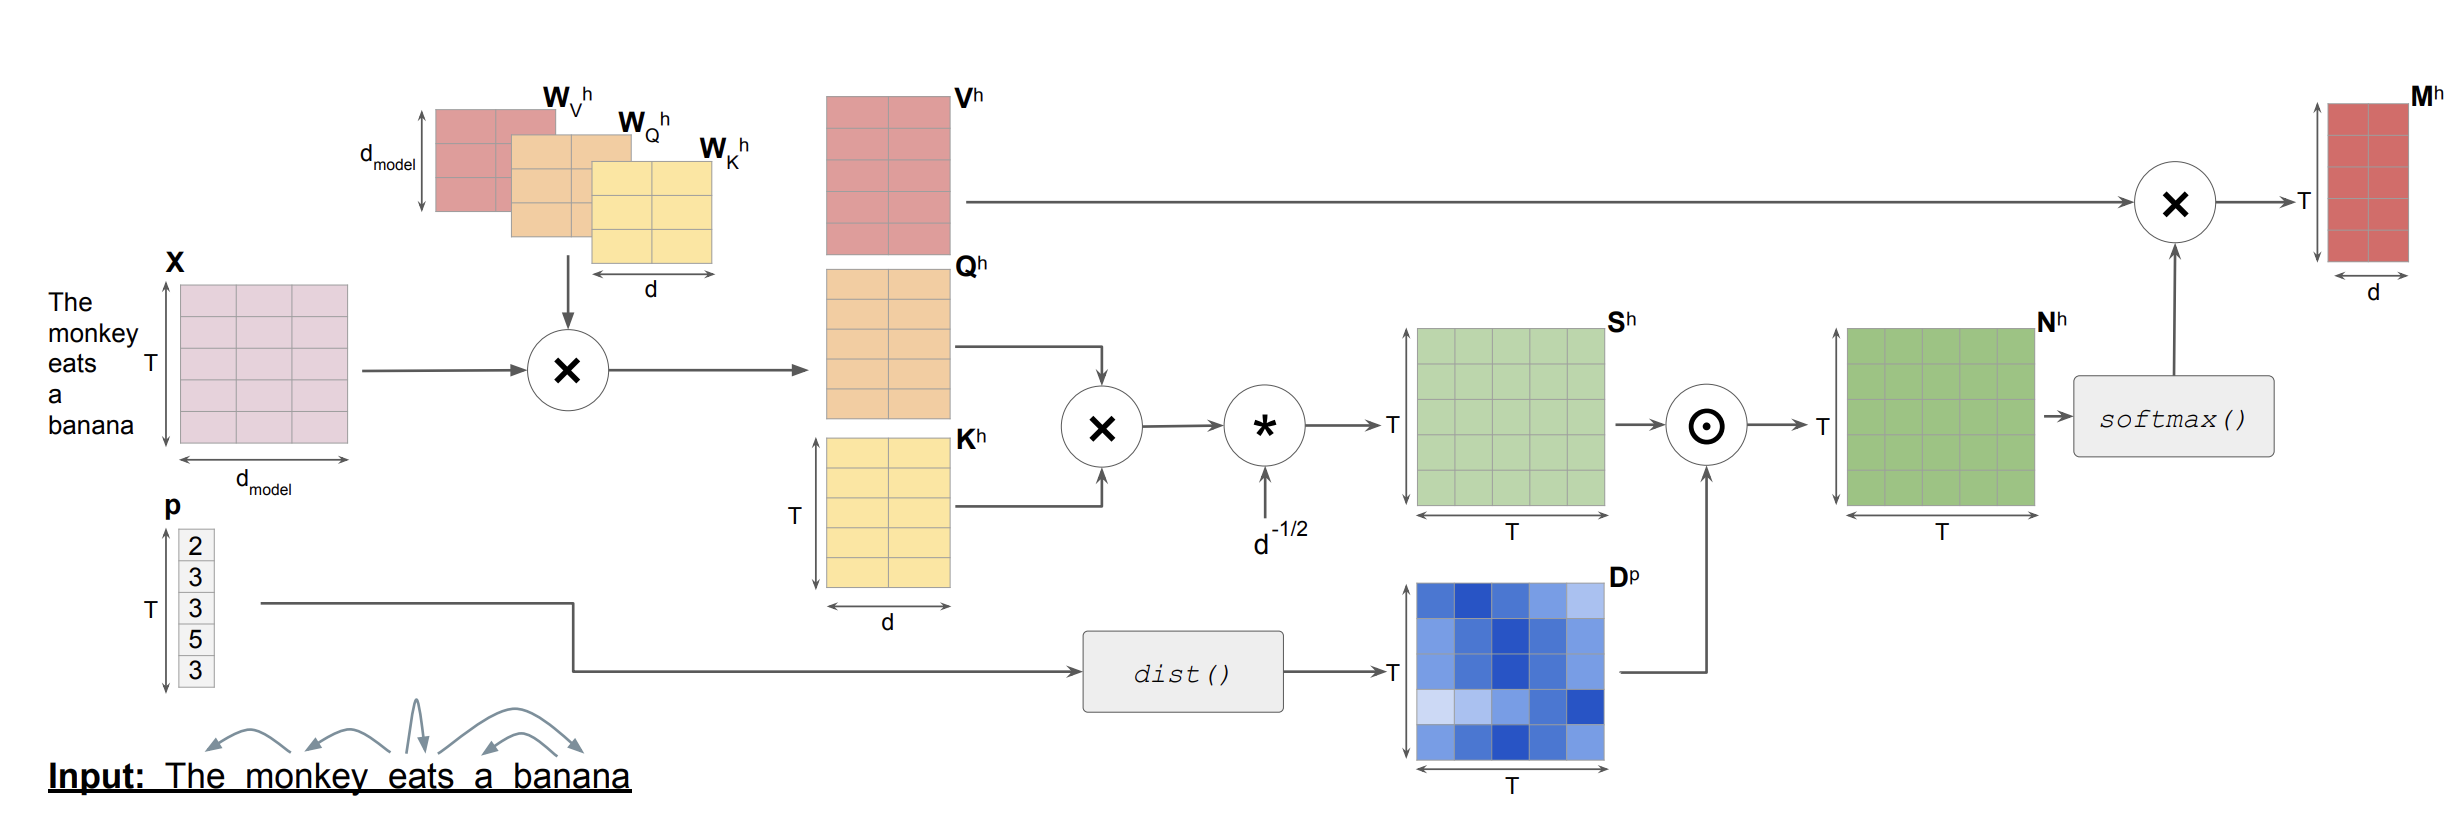 W_V^h
W_Q^h
W_K^h
d_model
d
X
The
monkey
eats
a
banana
T
d_model
×
V^h
Q^h
K^h
T
d
×
*
d^-1/2
T
S^h
T
⊙
T
N^h
T
softmax()
×
T
M^h
d
p
T
2
3
3
5
3
dist()
T
D^p
T
Input: The monkey eats a banana